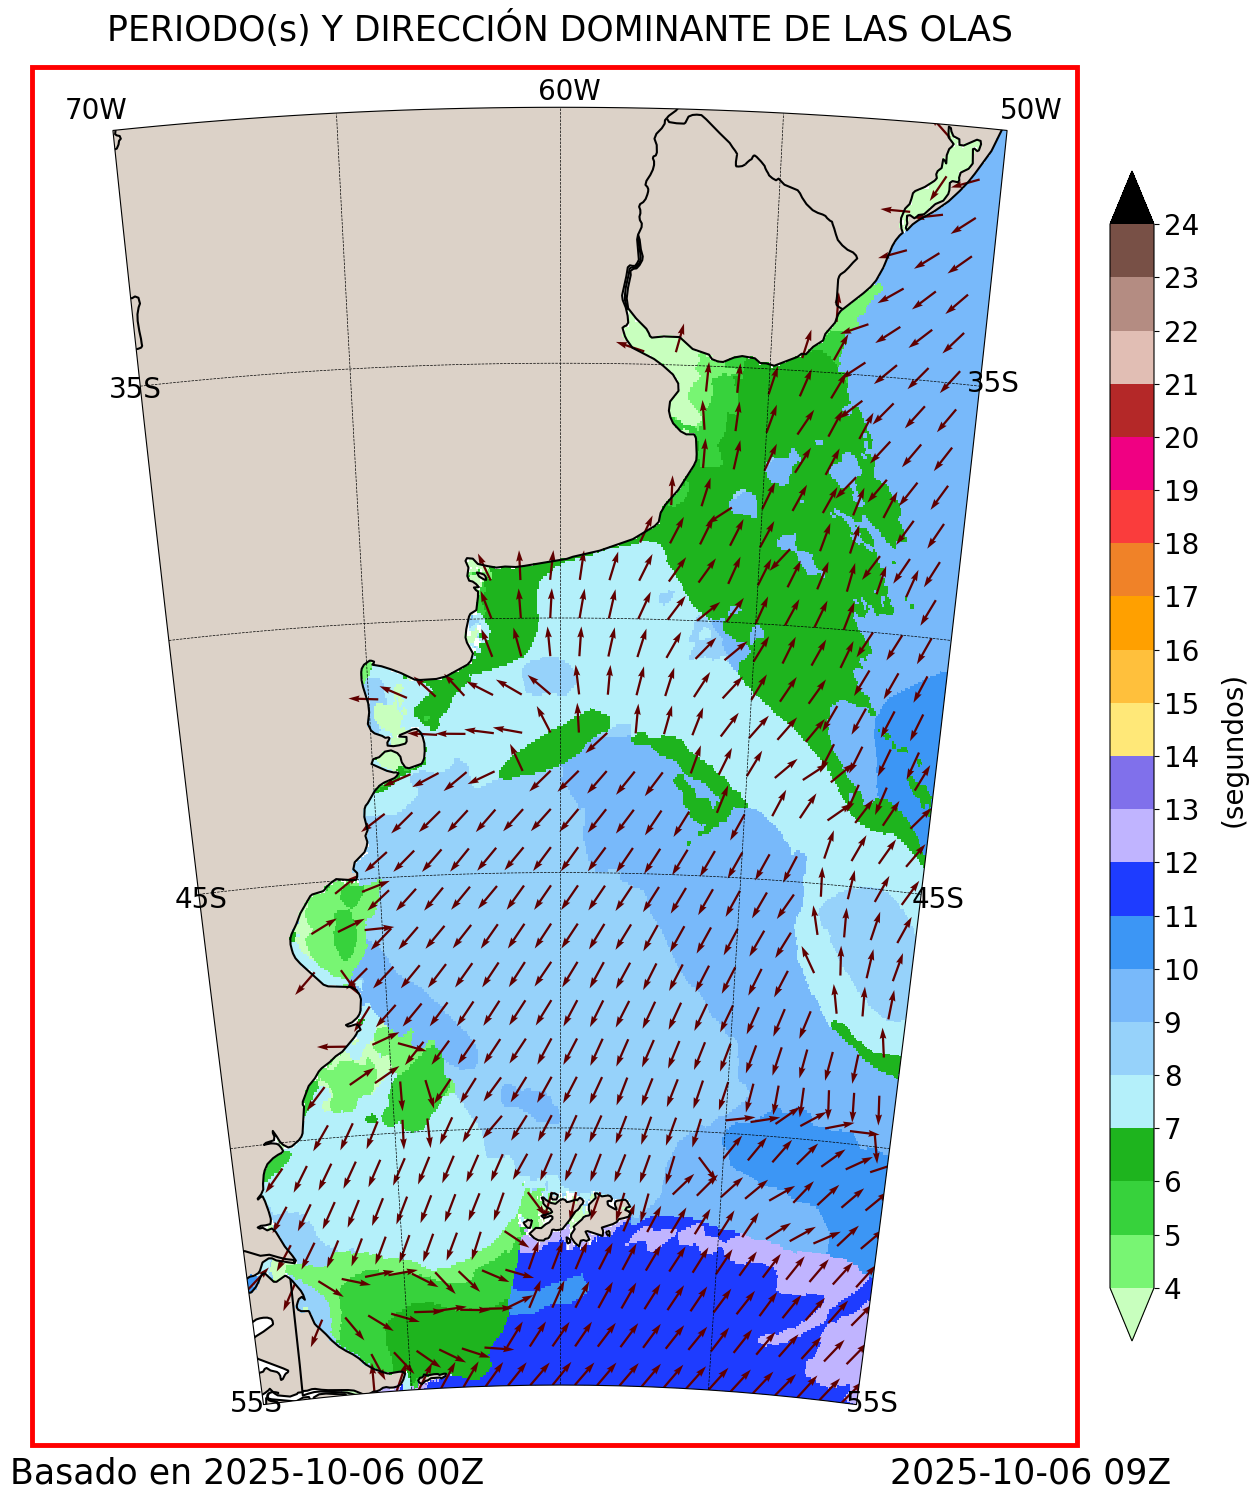 PERIODO(s) Y DIRECCIÓN DOMINANTE DE LAS OLAS
70W
60W
50W
35S
35S
45S
45S
55S
55S
24
23
22
21
20
19
18
17
16
15
14
13
12
11
10
9
8
7
6
5
4
(segundos)
Basado en 2025-10-06 00Z
2025-10-06 09Z